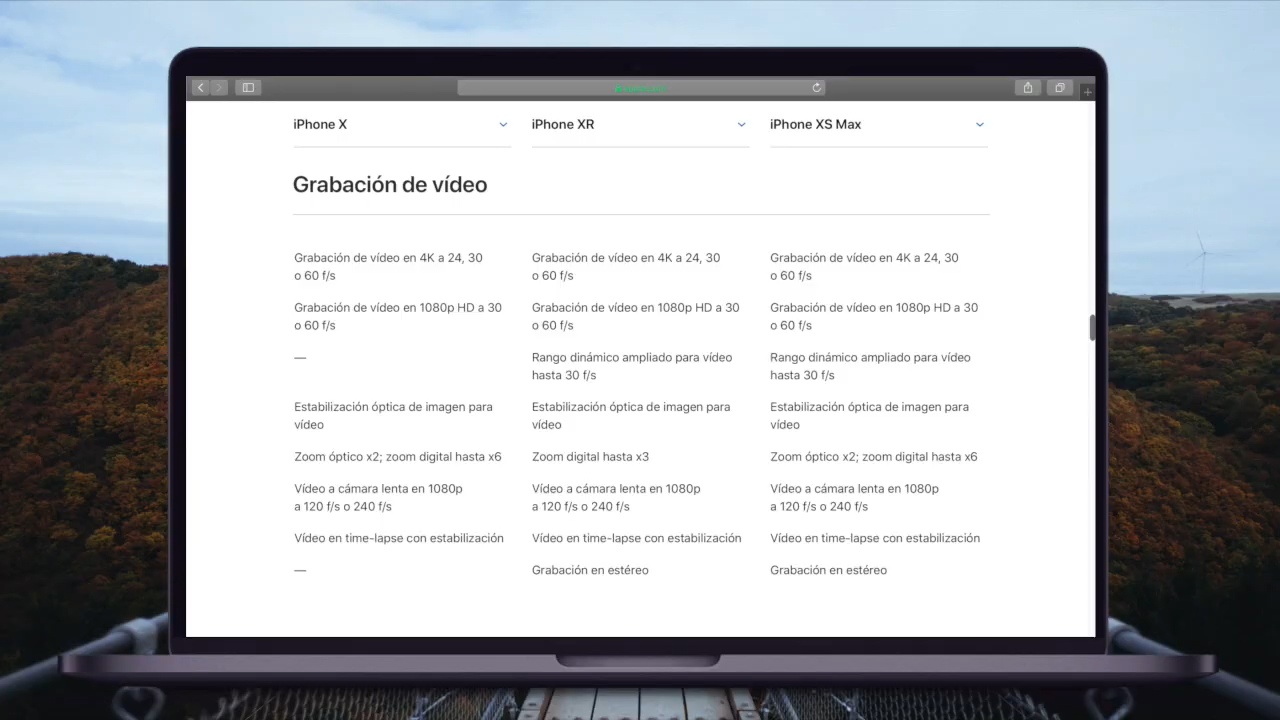 iPhone X
iPhone XR
iPhone XS Max
Grabación de vídeo
Grabación de vídeo en 4K a 24, 30
o 60 f/s
Grabación de vídeo en 4K a 24, 30
o 60 f/s
Grabación de vídeo en 4K a 24, 30
o 60 f/s
Grabación de vídeo en 1080p HD a 30
o 60 f/s
Grabación de vídeo en 1080p HD a 30
o 60 f/s
Grabación de vídeo en 1080p HD a 30
o 60 f/s
—
Rango dinámico ampliado para vídeo
hasta 30 f/s
Rango dinámico ampliado para vídeo
hasta 30 f/s
Estabilización óptica de imagen para
vídeo
Estabilización óptica de imagen para
vídeo
Estabilización óptica de imagen para
vídeo
Zoom óptico x2; zoom digital hasta x6
Zoom digital hasta x3
Zoom óptico x2; zoom digital hasta x6
Vídeo a cámara lenta en 1080p
a 120 f/s o 240 f/s
Vídeo a cámara lenta en 1080p
a 120 f/s o 240 f/s
Vídeo a cámara lenta en 1080p
a 120 f/s o 240 f/s
Vídeo en time-lapse con estabilización
Vídeo en time-lapse con estabilización
Vídeo en time-lapse con estabilización
—
Grabación en estéreo
Grabación en estéreo